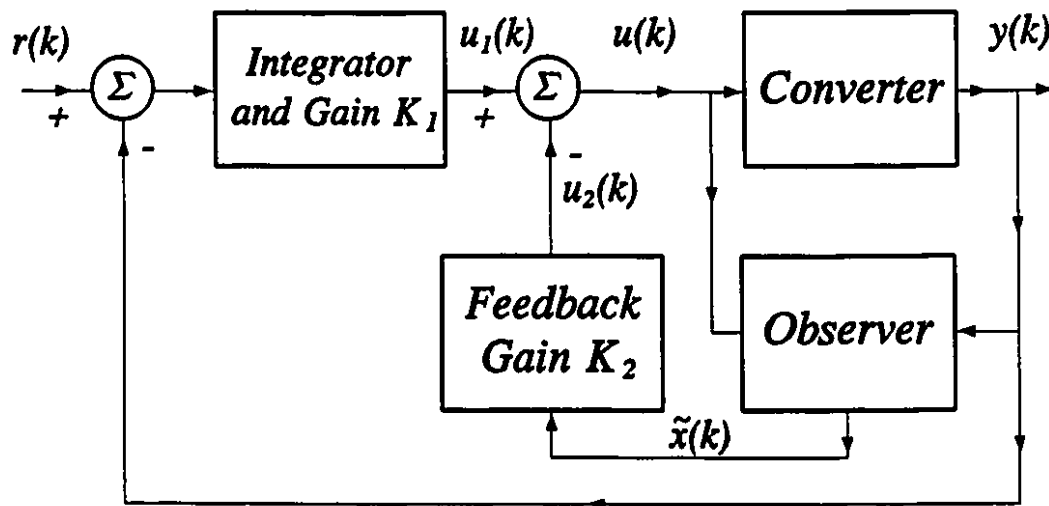 r(k)
+
Σ
-
Integrator
and Gain K₁
u₁(k)
+
Σ
-
u₂(k)
u(k)
Converter
y(k)
Feedback
Gain K₂
Observer
x̃(k)